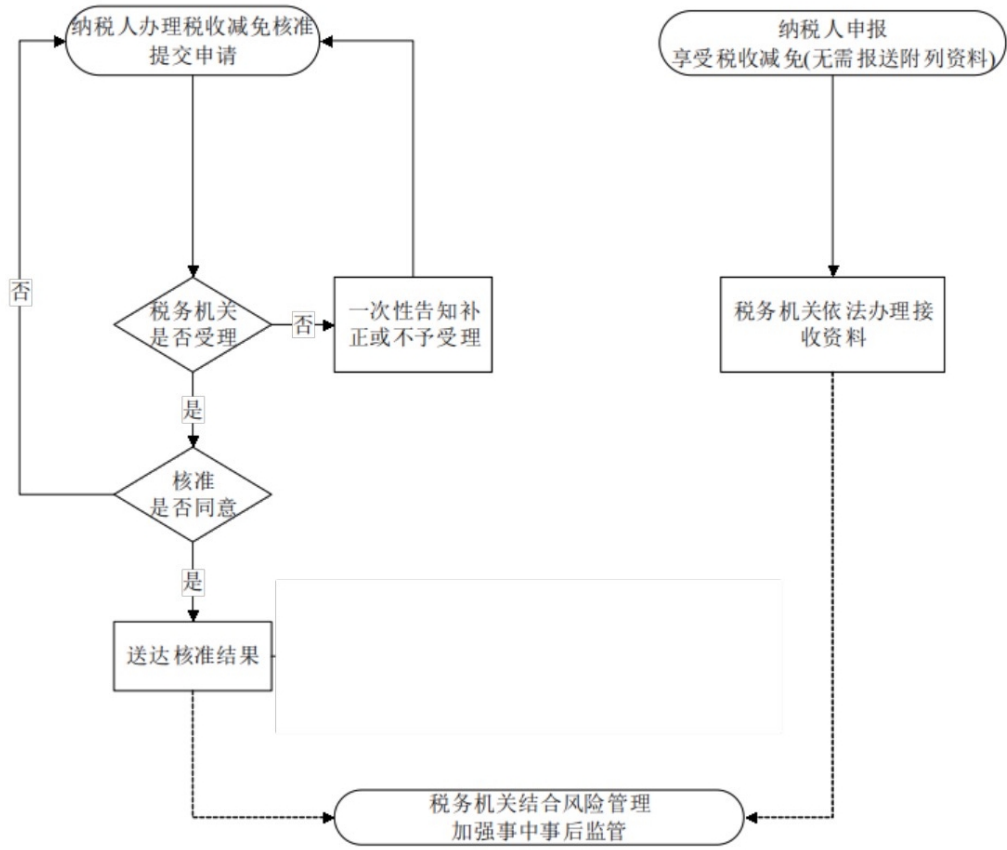 纳税人办理税收减免核准
提交申请
纳税人申报
享受税收减免(无需报送附列资料)
否
税务机关
是否受理
否
一次性告知补
正或不予受理
税务机关依法办理接
收资料
是
核准
是否同意
是
送达核准结果
税务机关结合风险管理
加强事中事后监管